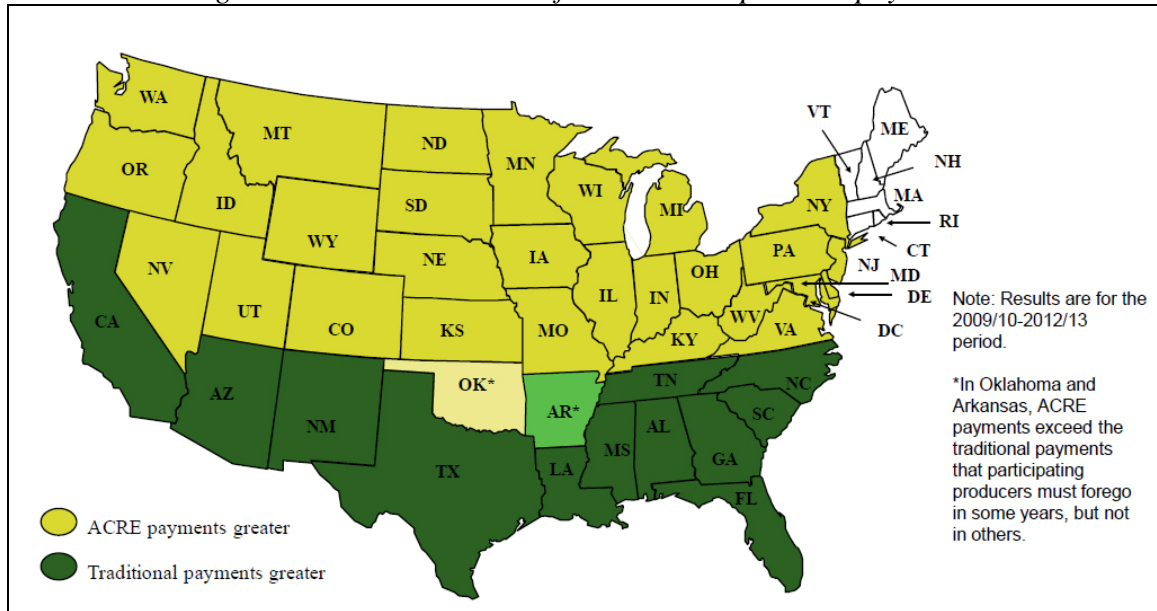 WA
MT
ND
MN
VT
ME
NH
OR
ID
WY
SD
WI
MI
NY
MA
RI
CT
NV
UT
CO
NE
IA
IL
IN
OH
PA
NJ
MD
DE
DC
CA
KS
MO
KY
WV
VA
AZ
NM
OK*
AR*
TN
NC
SC
TX
LA
MS
AL
GA
FL
ACRE payments greater
Traditional payments greater
Note: Results are for the
2009/10-2012/13
period.
*In Oklahoma and
Arkansas, ACRE
payments exceed the
traditional payments
that participating
producers must forego
in some years, but not
in others.